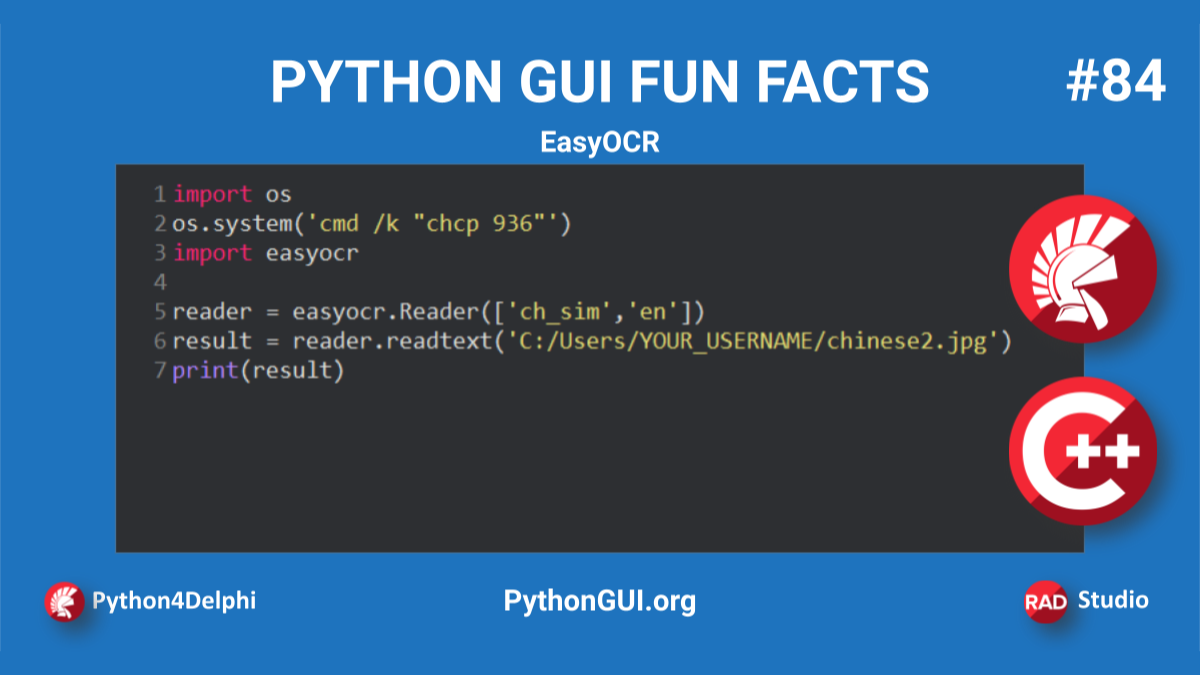 PYTHON GUI FUN FACTS
#84
EasyOCR
1 import os
2 os.system('cmd /k "chcp 936"')
3 import easyocr
4
5 reader = easyocr.Reader(['ch_sim','en'])
6 result = reader.readtext('C:/Users/YOUR_USERNAME/chinese2.jpg')
7 print(result)
C++
Python4Delphi
PythonGUI.org
RAD Studio